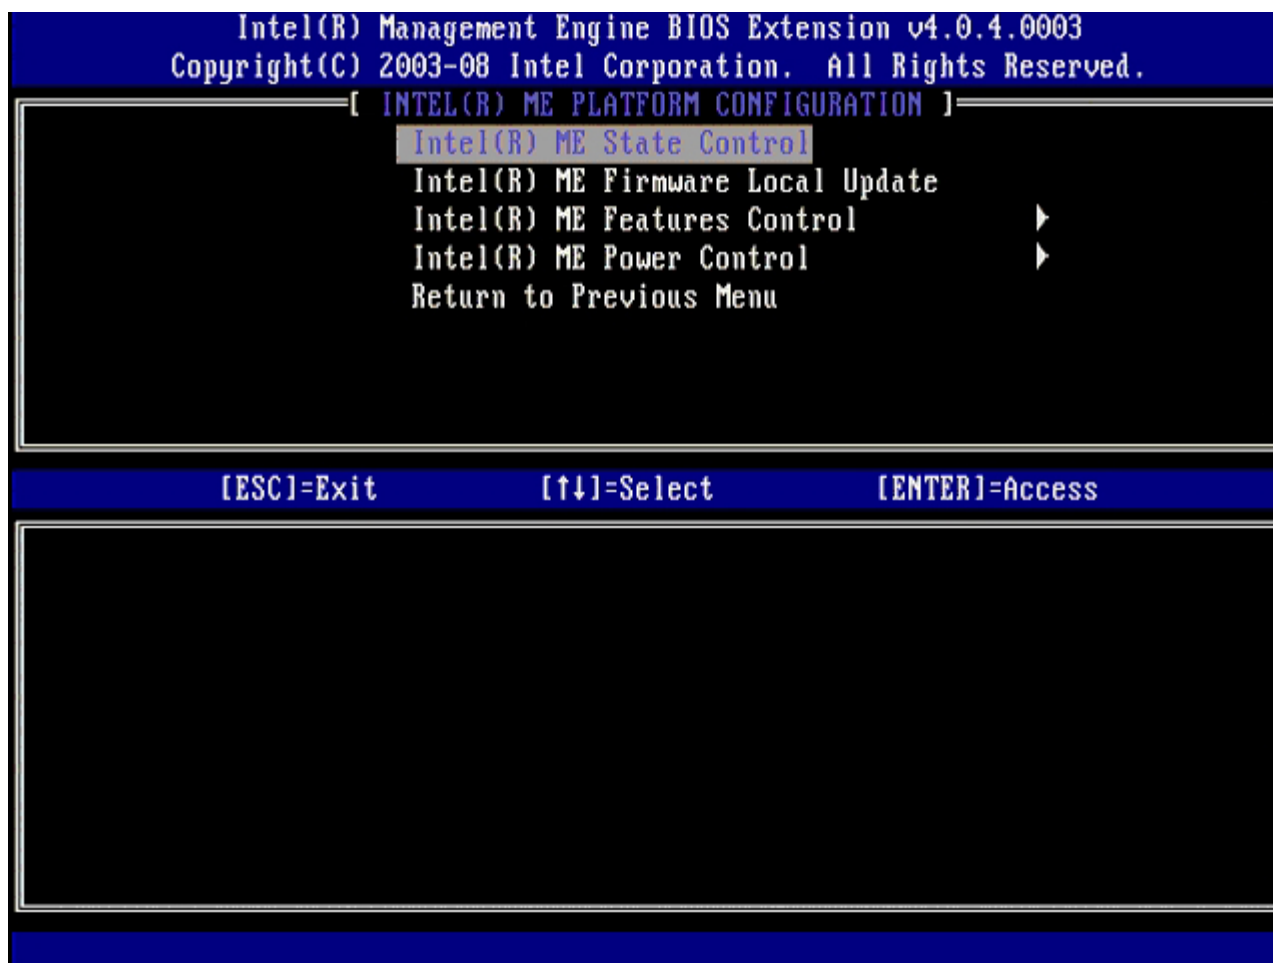 Intel(R) Management Engine BIOS Extension v4.0.4.0003
Copyright(C) 2003-08 Intel Corporation.  All Rights Reserved.
[ INTEL(R) ME PLATFORM CONFIGURATION ]
Intel(R) ME State Control
Intel(R) ME Firmware Local Update
Intel(R) ME Features Control ►
Intel(R) ME Power Control ►
Return to Previous Menu
[ESC]=Exit [↑↓]=Select [ENTER]=Access